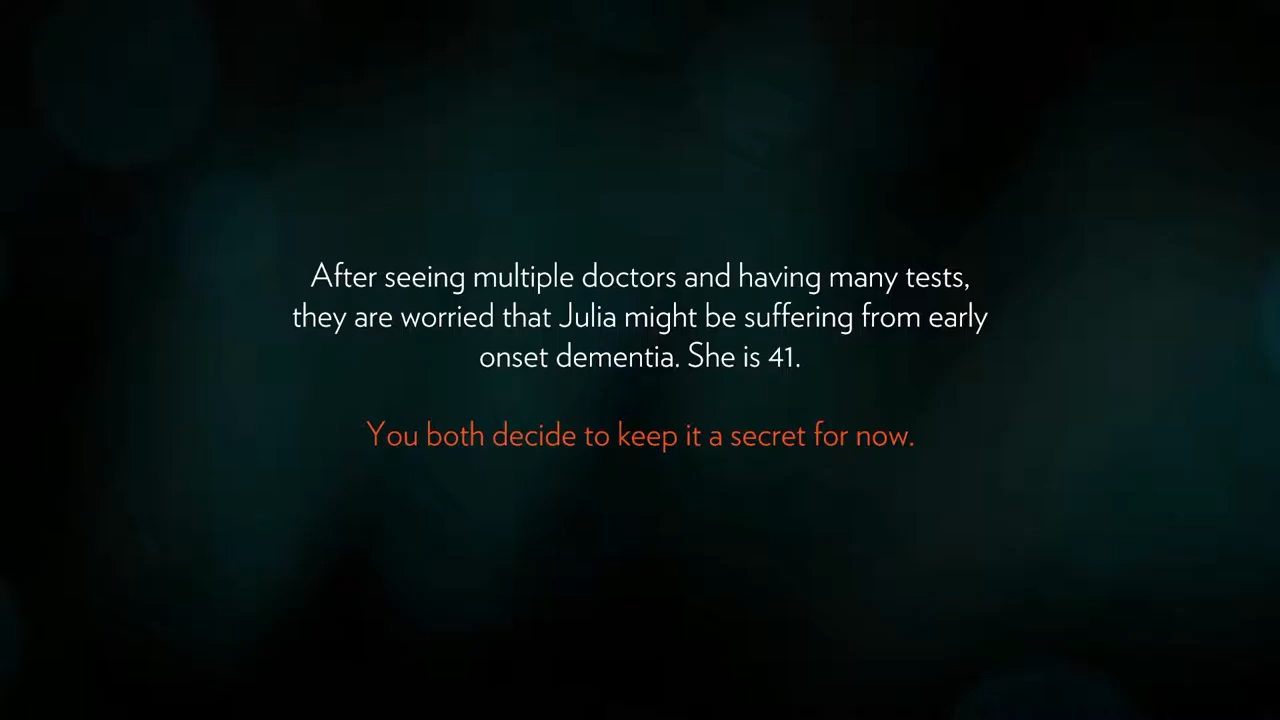 After seeing multiple doctors and having many tests,
they are worried that Julia might be suffering from early
onset dementia. She is 41.
You both decide to keep it a secret for now.